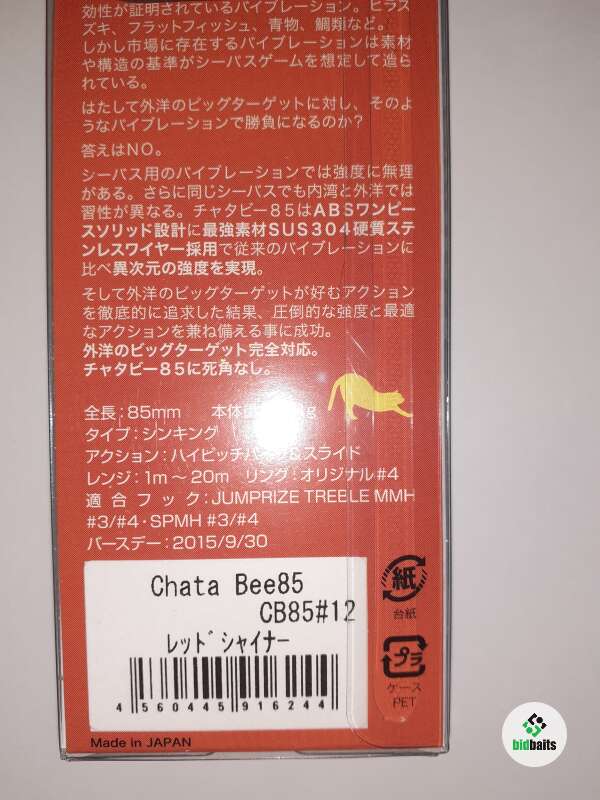 効性が証明されているバイブレーション。ヒラス
ズキ、フラットフィッシュ、青物、鯛類など。
しかし市場に存在するバイブレーションは素材
や構造の基準がシーバスゲームを想定して造ら
れている。
はたして外洋のビッグターゲットに対し、そのよ
うなバイブレーションで勝負になるのか?
答えはNO。
シーバス用のバイブレーションでは強度に無理
がある。さらに同じシーバスでも内湾と外洋では
習性が異なる。チャタビー85はABSワンピー
スソリッド設計に最強素材SUS304硬質ステ
ンレスワイヤー採用で従来のバイブレーションに
比べ異次元の強度を実現。
そして外洋のビッグターゲットが好むアクション
を徹底的に追求した結果、圧倒的な強度と最適
なアクションを兼ね備える事に成功。
外洋のビッグターゲット完全対応。
チャタビー85に死角なし。
全長:85mm 本体
タイプ:シンキング
アクション:ハイピッチ &スライド
レンジ:1m~20m リング:オリジナル#4
適合フック:JUMPRIZE TREBLE MMH
#3/#4・SPMH #3/#4
バースデー:2015/9/30
Chata Bee85
CB85#12
レッドシャイナー
4 560445 916244
紙
台紙
プラ
ケース
PET
Made in JAPAN
bidbaits